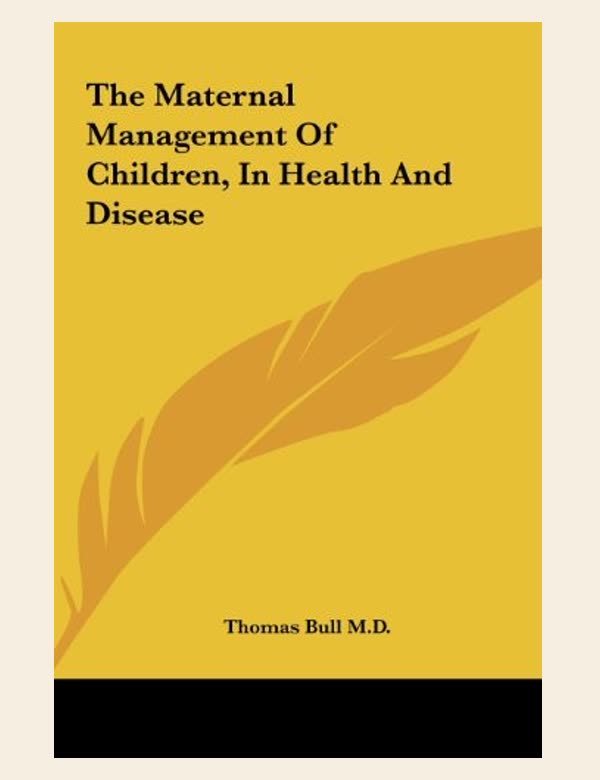 The Maternal
Management Of
Children, In Health And
Disease
Thomas Bull M.D.